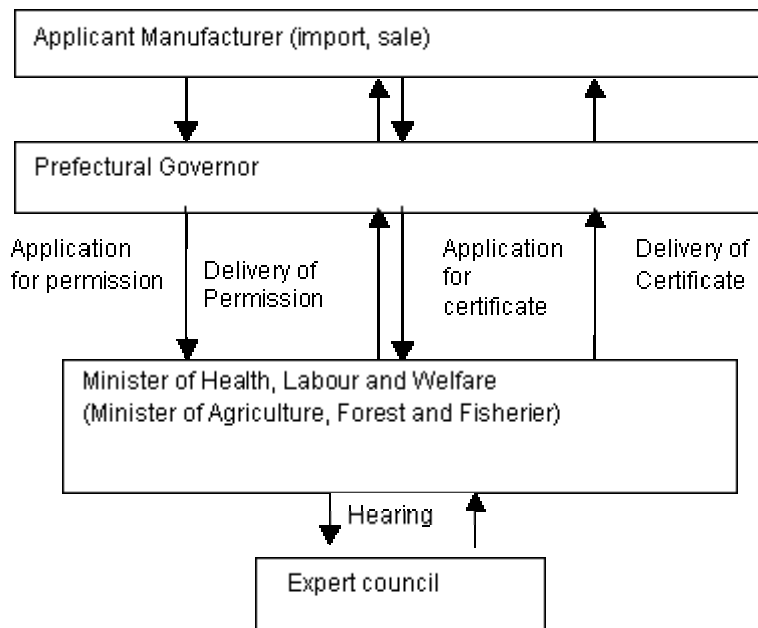 Applicant Manufacturer (import, sale)
Prefectural Governor
Application
for permission
Delivery of
Permission
Application
for
certificate
Delivery of
Certificate
Minister of Health, Labour and Welfare
(Minister of Agriculture, Forest and Fisherier)
Hearing
Expert council